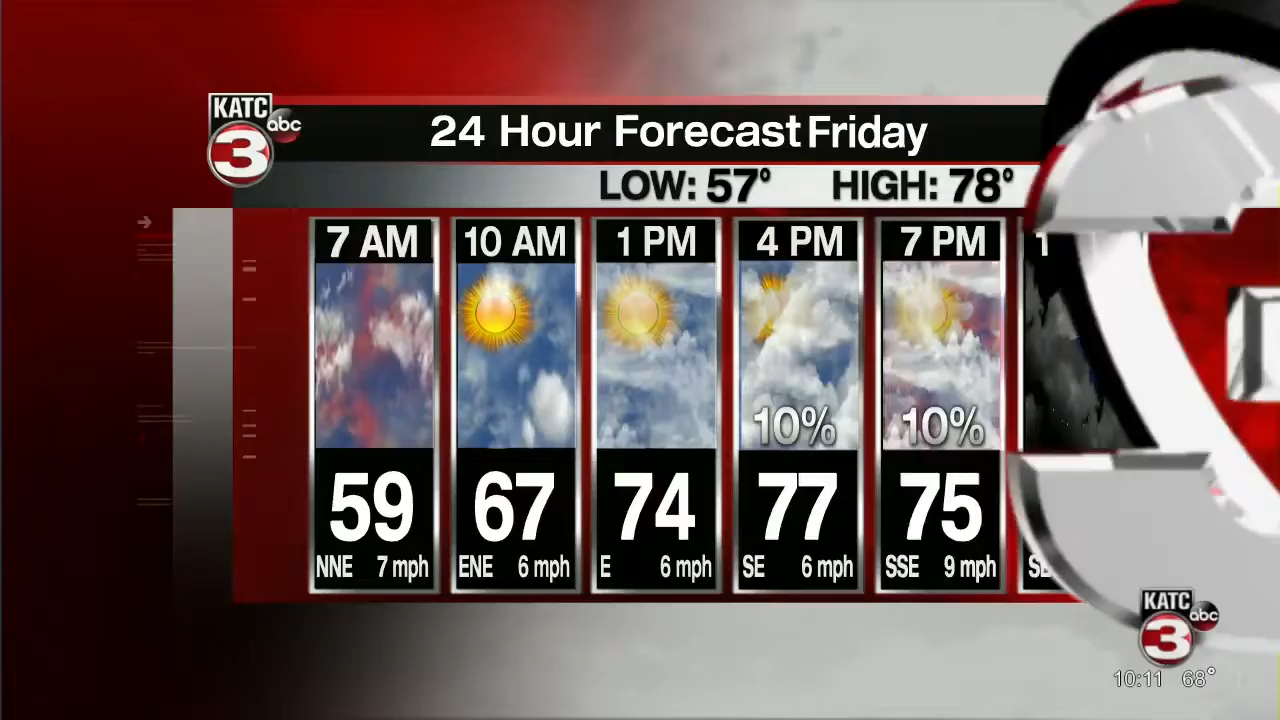 KATC
abc
3
24 Hour Forecast Friday
LOW: 57° HIGH: 78°
7 AM 10 AM 1 PM 4 PM 7 PM 1
10% 10%
59 67 74 77 75
NNE 7 mph ENE 6 mph E 6 mph SE 6 mph SSE 9 mph
KATC
abc
3
10:11 68°